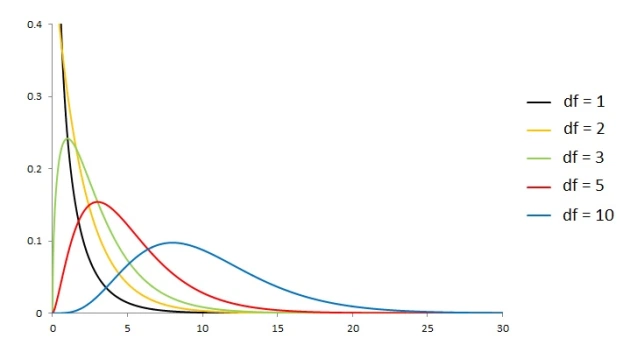 0.4
0.3
0.2
0.1
0
0 5 10 15 20 25 30
df = 1
df = 2
df = 3
df = 5
df = 10